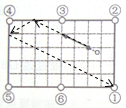 ④ ③ ②
⑤ ⑥ ①